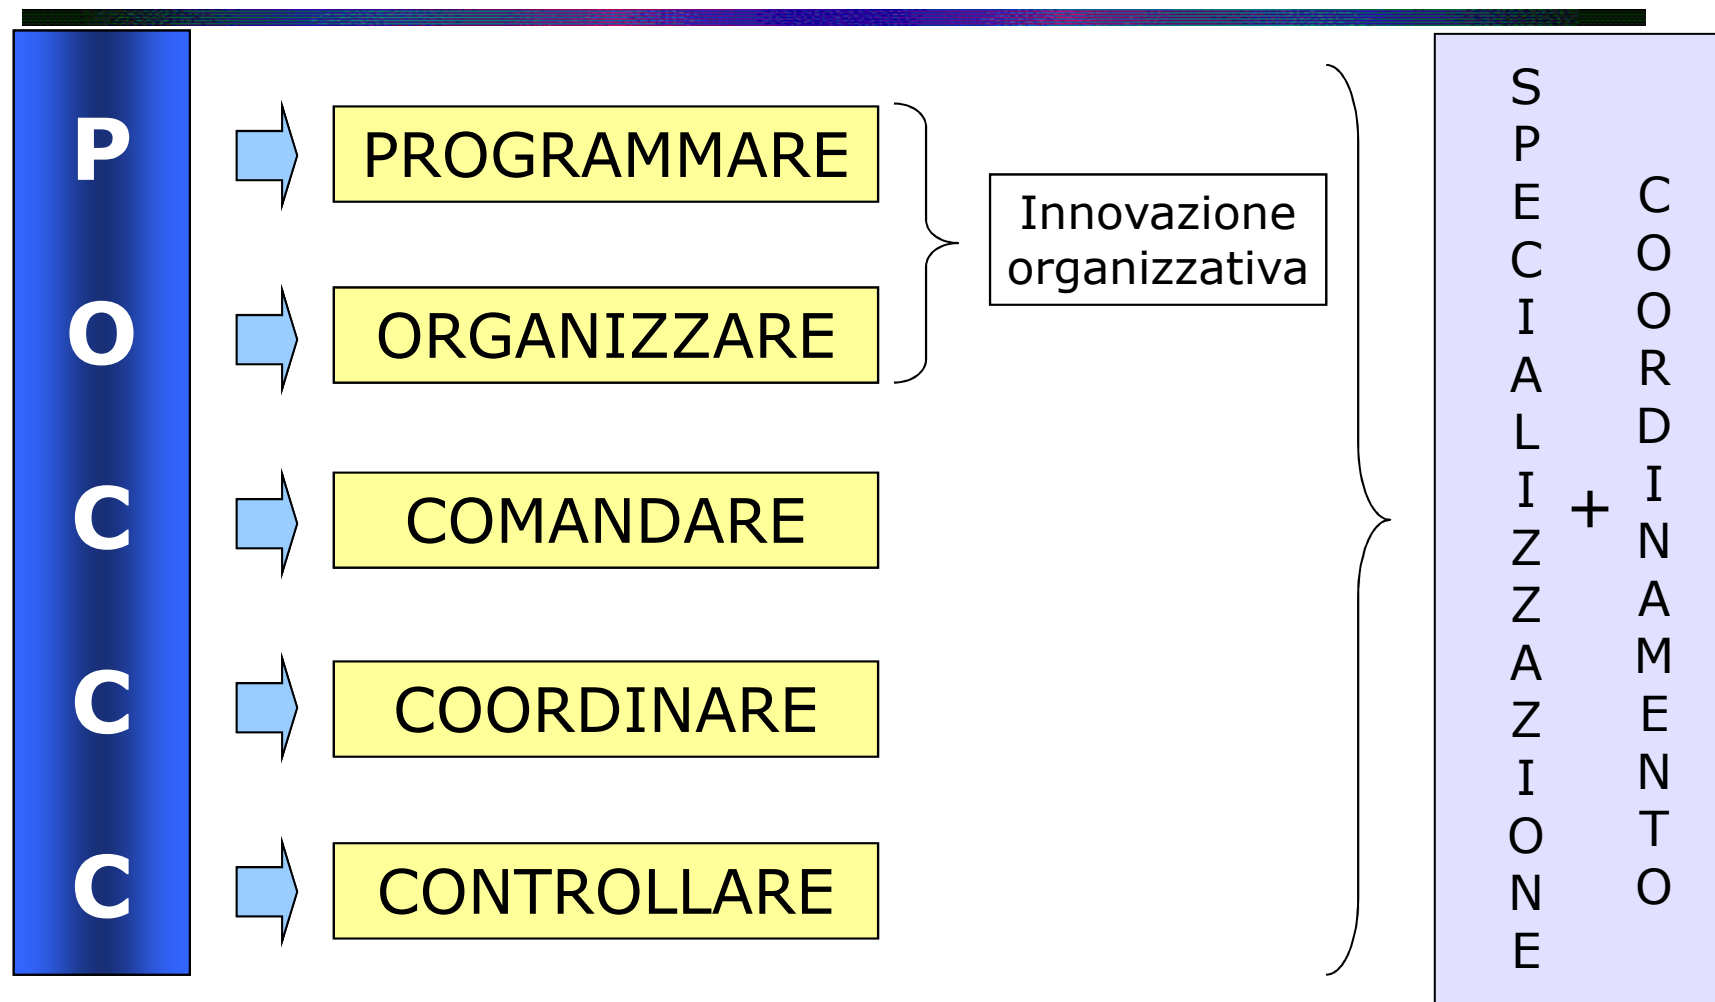 P
PROGRAMMARE
O
ORGANIZZARE
C
COMANDARE
C
COORDINARE
C
CONTROLLARE
Innovazione
organizzativa
SPECIALIZZAZIONE
+
COORDINAMENTO